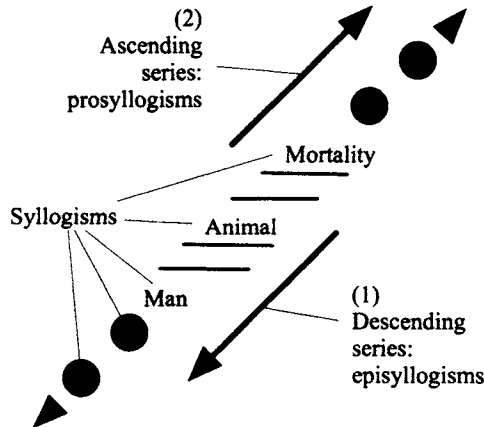 (2)
Ascending
series:
prosyllogisms
Mortality
Syllogisms
Animal
Man
(1)
Descending
series:
episyllogisms